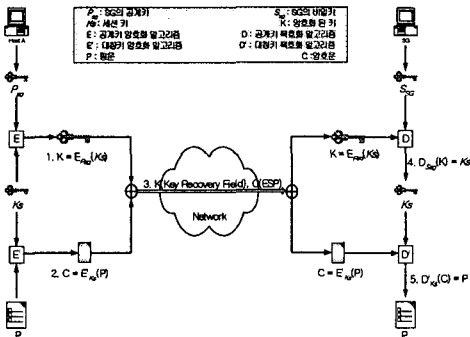 P_sg : SG의 공개키
S_SG : SG의 비밀키
Ks : 세션 키
K : 암호화 된 키
E : 공개키 암호화 알고리즘
D : 공개키 복호화 알고리즘
E' : 대칭키 암호화 알고리즘
D' : 대칭키 복호화 알고리즘
P : 평문
C : 암호문
Host A
SG
P_sg
S_SG
E
D
1. K = E_Psg(Ks)
K = E_Psg(Ks)
4. D_Ssg(K) = Ks
Ks
3. K(Key Recovery Field), C(ESP)
Ks
Network
E'
D'
2. C = E'_Ks(P)
C = E'_Ks(P)
5. D'_Ks(C) = P
P
P